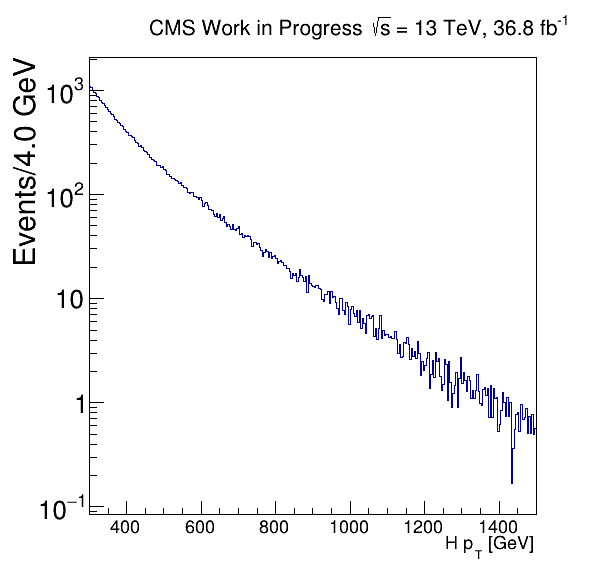 CMS Work in Progress √s = 13 TeV, 36.8 fb⁻¹
Events/4.0 GeV
10³
10²
10
1
10⁻¹
400 600 800 1000 1200 1400
H p_T [GeV]